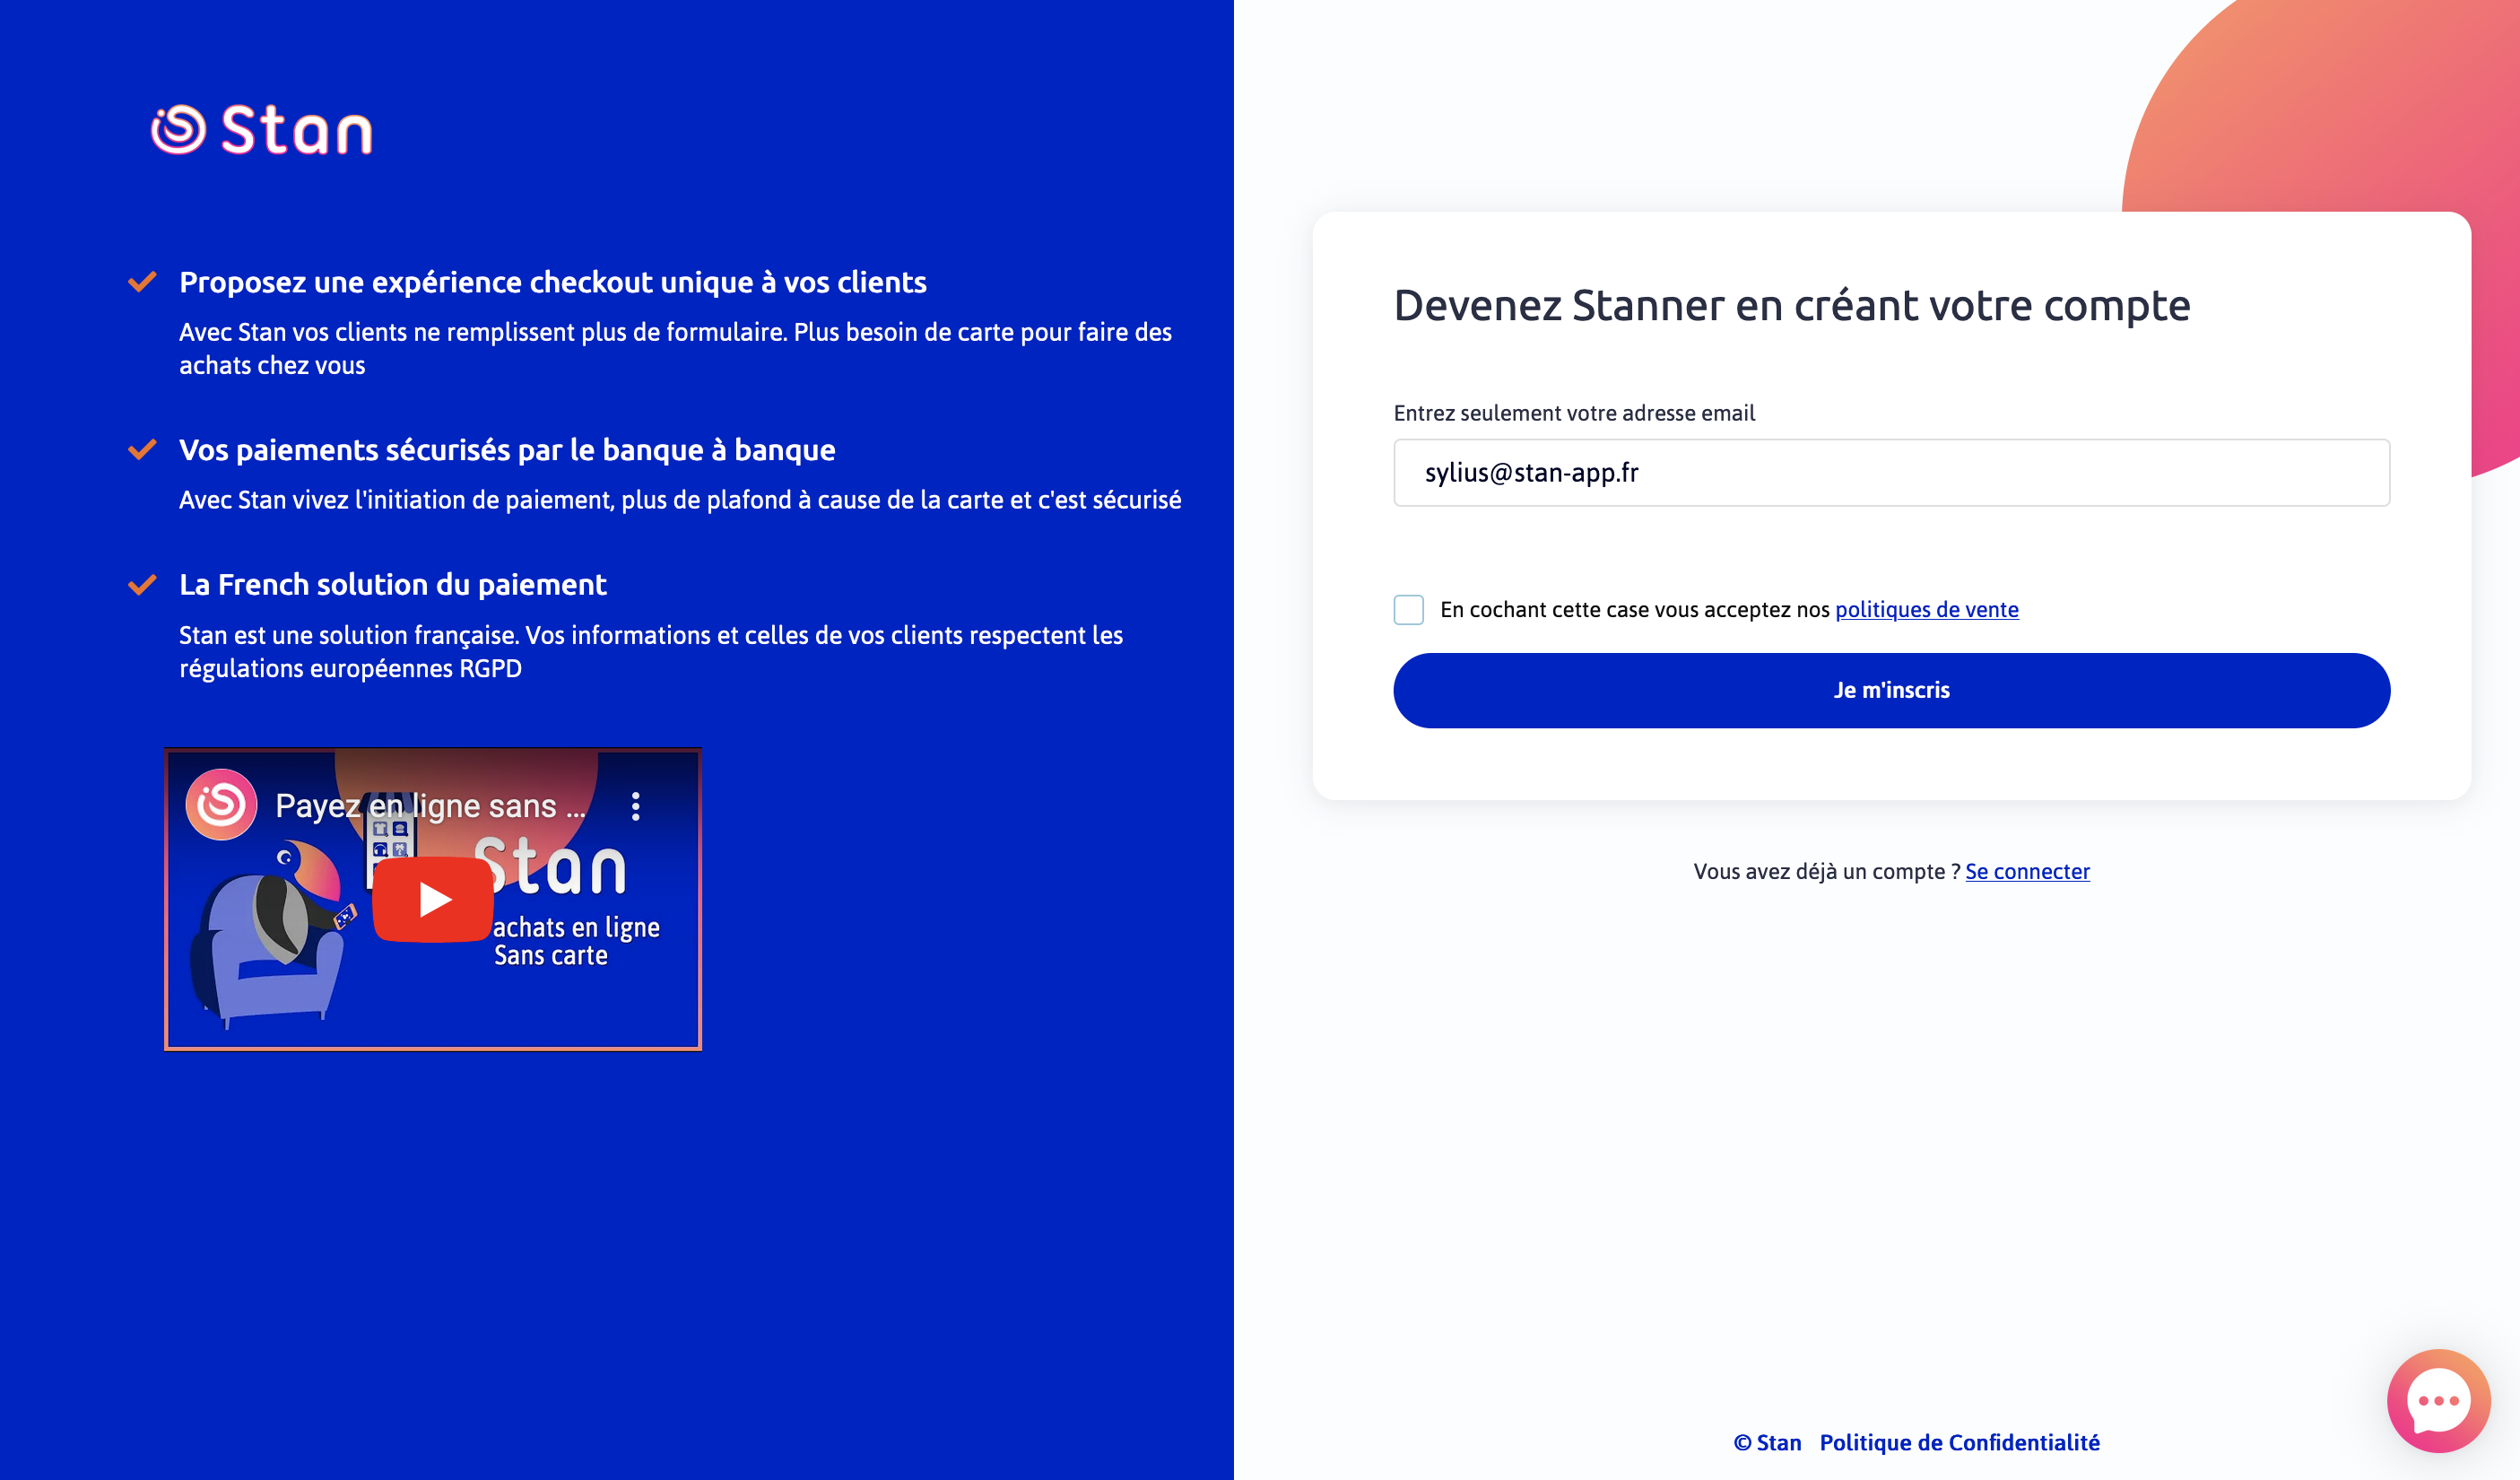 Stan
Proposez une expérience checkout unique à vos clients
Avec Stan vos clients ne remplissent plus de formulaire. Plus besoin de carte pour faire des
achats chez vous
Vos paiements sécurisés par le banque à banque
Avec Stan vivez l'initiation de paiement, plus de plafond à cause de la carte et c'est sécurisé
La French solution du paiement
Stan est une solution française. Vos informations et celles de vos clients respectent les
régulations européennes RGPD
Payez en ligne sans ...
Stan
achats en ligne
Sans carte
Devenez Stanner en créant votre compte
Entrez seulement votre adresse email
sylius@stan-app.fr
En cochant cette case vous acceptez nos politiques de vente
Je m'inscris
Vous avez déjà un compte ? Se connecter
© Stan Politique de Confidentialité